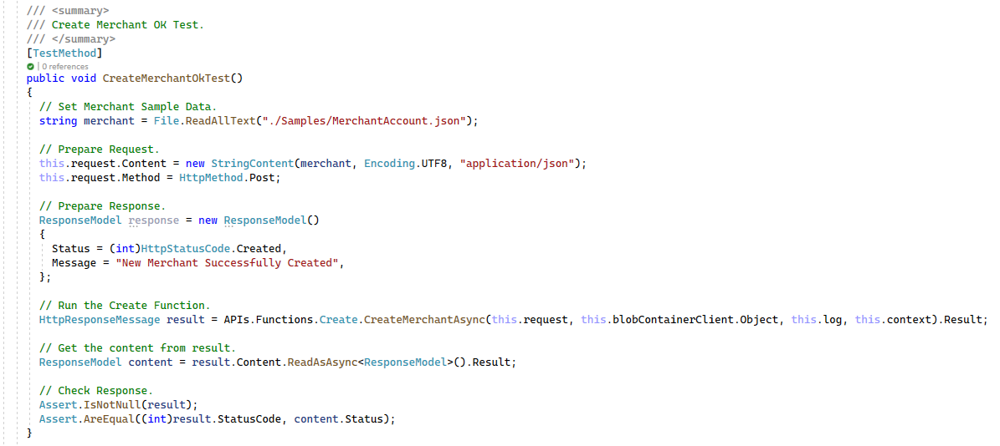 /// <summary>
/// Create Merchant OK Test.
/// </summary>
[TestMethod]
| 0 references
public void CreateMerchantOkTest()
{
// Set Merchant Sample Data.
string merchant = File.ReadAllText("./Samples/MerchantAccount.json");
// Prepare Request.
this.request.Content = new StringContent(merchant, Encoding.UTF8, "application/json");
this.request.Method = HttpMethod.Post;
// Prepare Response.
ResponseModel response = new ResponseModel()
{
Status = (int)HttpStatusCode.Created,
Message = "New Merchant Successfully Created",
};
// Run the Create Function.
HttpResponseMessage result = APIs.Functions.Create.CreateMerchantAsync(this.request, this.blobContainerClient.Object, this.log, this.context).Result;
// Get the content from result.
ResponseModel content = result.Content.ReadAsAsync<ResponseModel>().Result;
// Check Response.
Assert.IsNotNull(result);
Assert.AreEqual((int)result.StatusCode, content.Status);
}